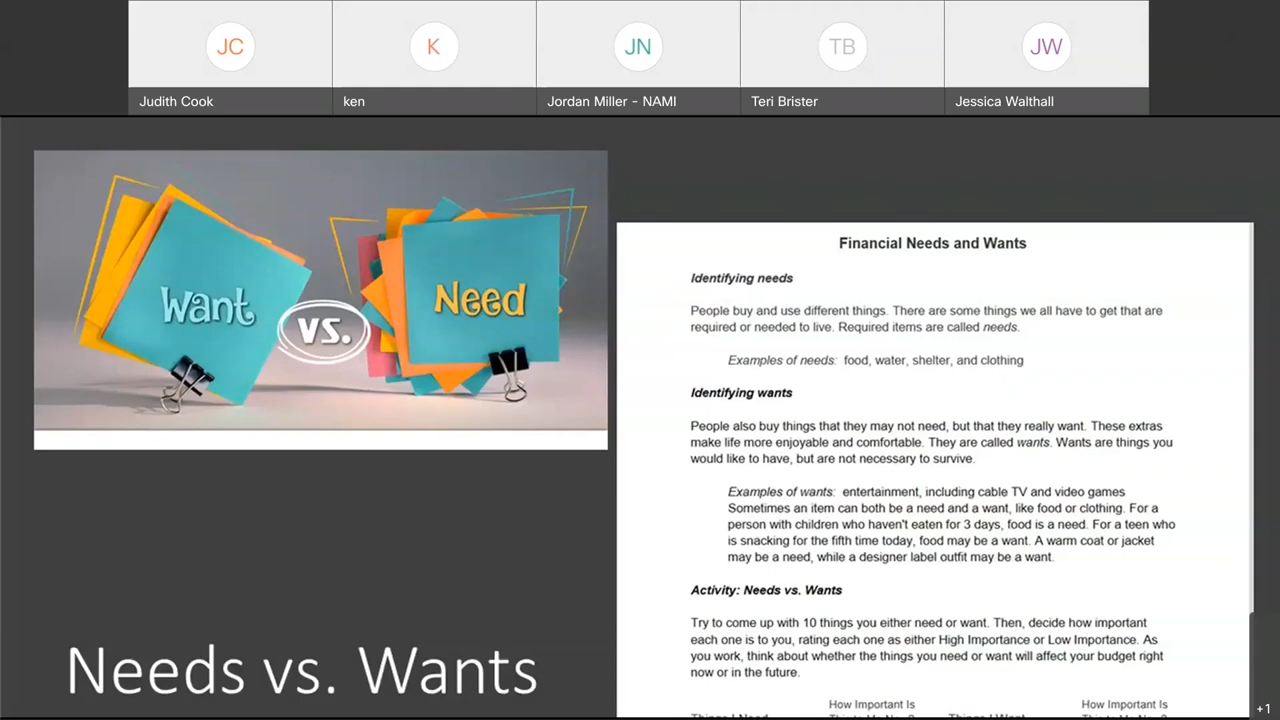 JC
K
JN
TB
JW
Judith Cook
ken
Jordan Miller - NAMI
Teri Brister
Jessica Walthall
Want
VS.
Need
Needs vs. Wants
Financial Needs and Wants
Identifying needs
People buy and use different things. There are some things we all have to get that are
required or needed to live. Required items are called needs.
Examples of needs: food, water, shelter, and clothing
Identifying wants
People also buy things that they may not need, but that they really want. These extras
make life more enjoyable and comfortable. They are called wants. Wants are things you
would like to have, but are not necessary to survive.
Examples of wants: entertainment, including cable TV and video games
Sometimes an item can both be a need and a want, like food or clothing. For a
person with children who haven't eaten for 3 days, food is a need. For a teen who
is snacking for the fifth time today, food may be a want. A warm coat or jacket
may be a need, while a designer label outfit may be a want.
Activity: Needs vs. Wants
Try to come up with 10 things you either need or want. Then, decide how important
each one is to you, rating each one as either High Importance or Low Importance. As
you work, think about whether the things you need or want will affect your budget right
now or in the future.
How Important Is
How Important Is
+1